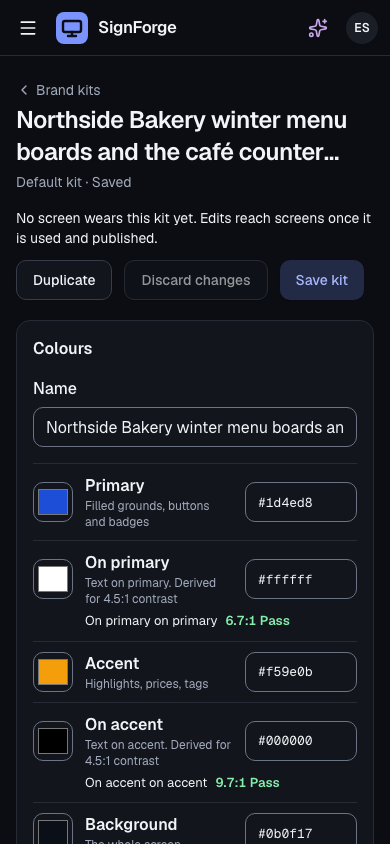 SignForge
ES
Brand kits
Northside Bakery winter menu
boards and the café counter...
Default kit · Saved
No screen wears this kit yet. Edits reach screens once it
is used and published.
Duplicate
Discard changes
Save kit
Colours
Name
Northside Bakery winter menu boards an
Primary
Filled grounds, buttons
and badges
#1d4ed8
On primary
Text on primary. Derived
for 4.5:1 contrast
#ffffff
On primary on primary 6.7:1 Pass
Accent
Highlights, prices, tags
#f59e0b
On accent
Text on accent. Derived for
4.5:1 contrast
#000000
On accent on accent 9.7:1 Pass
Background
#0b0f17
The whole screen